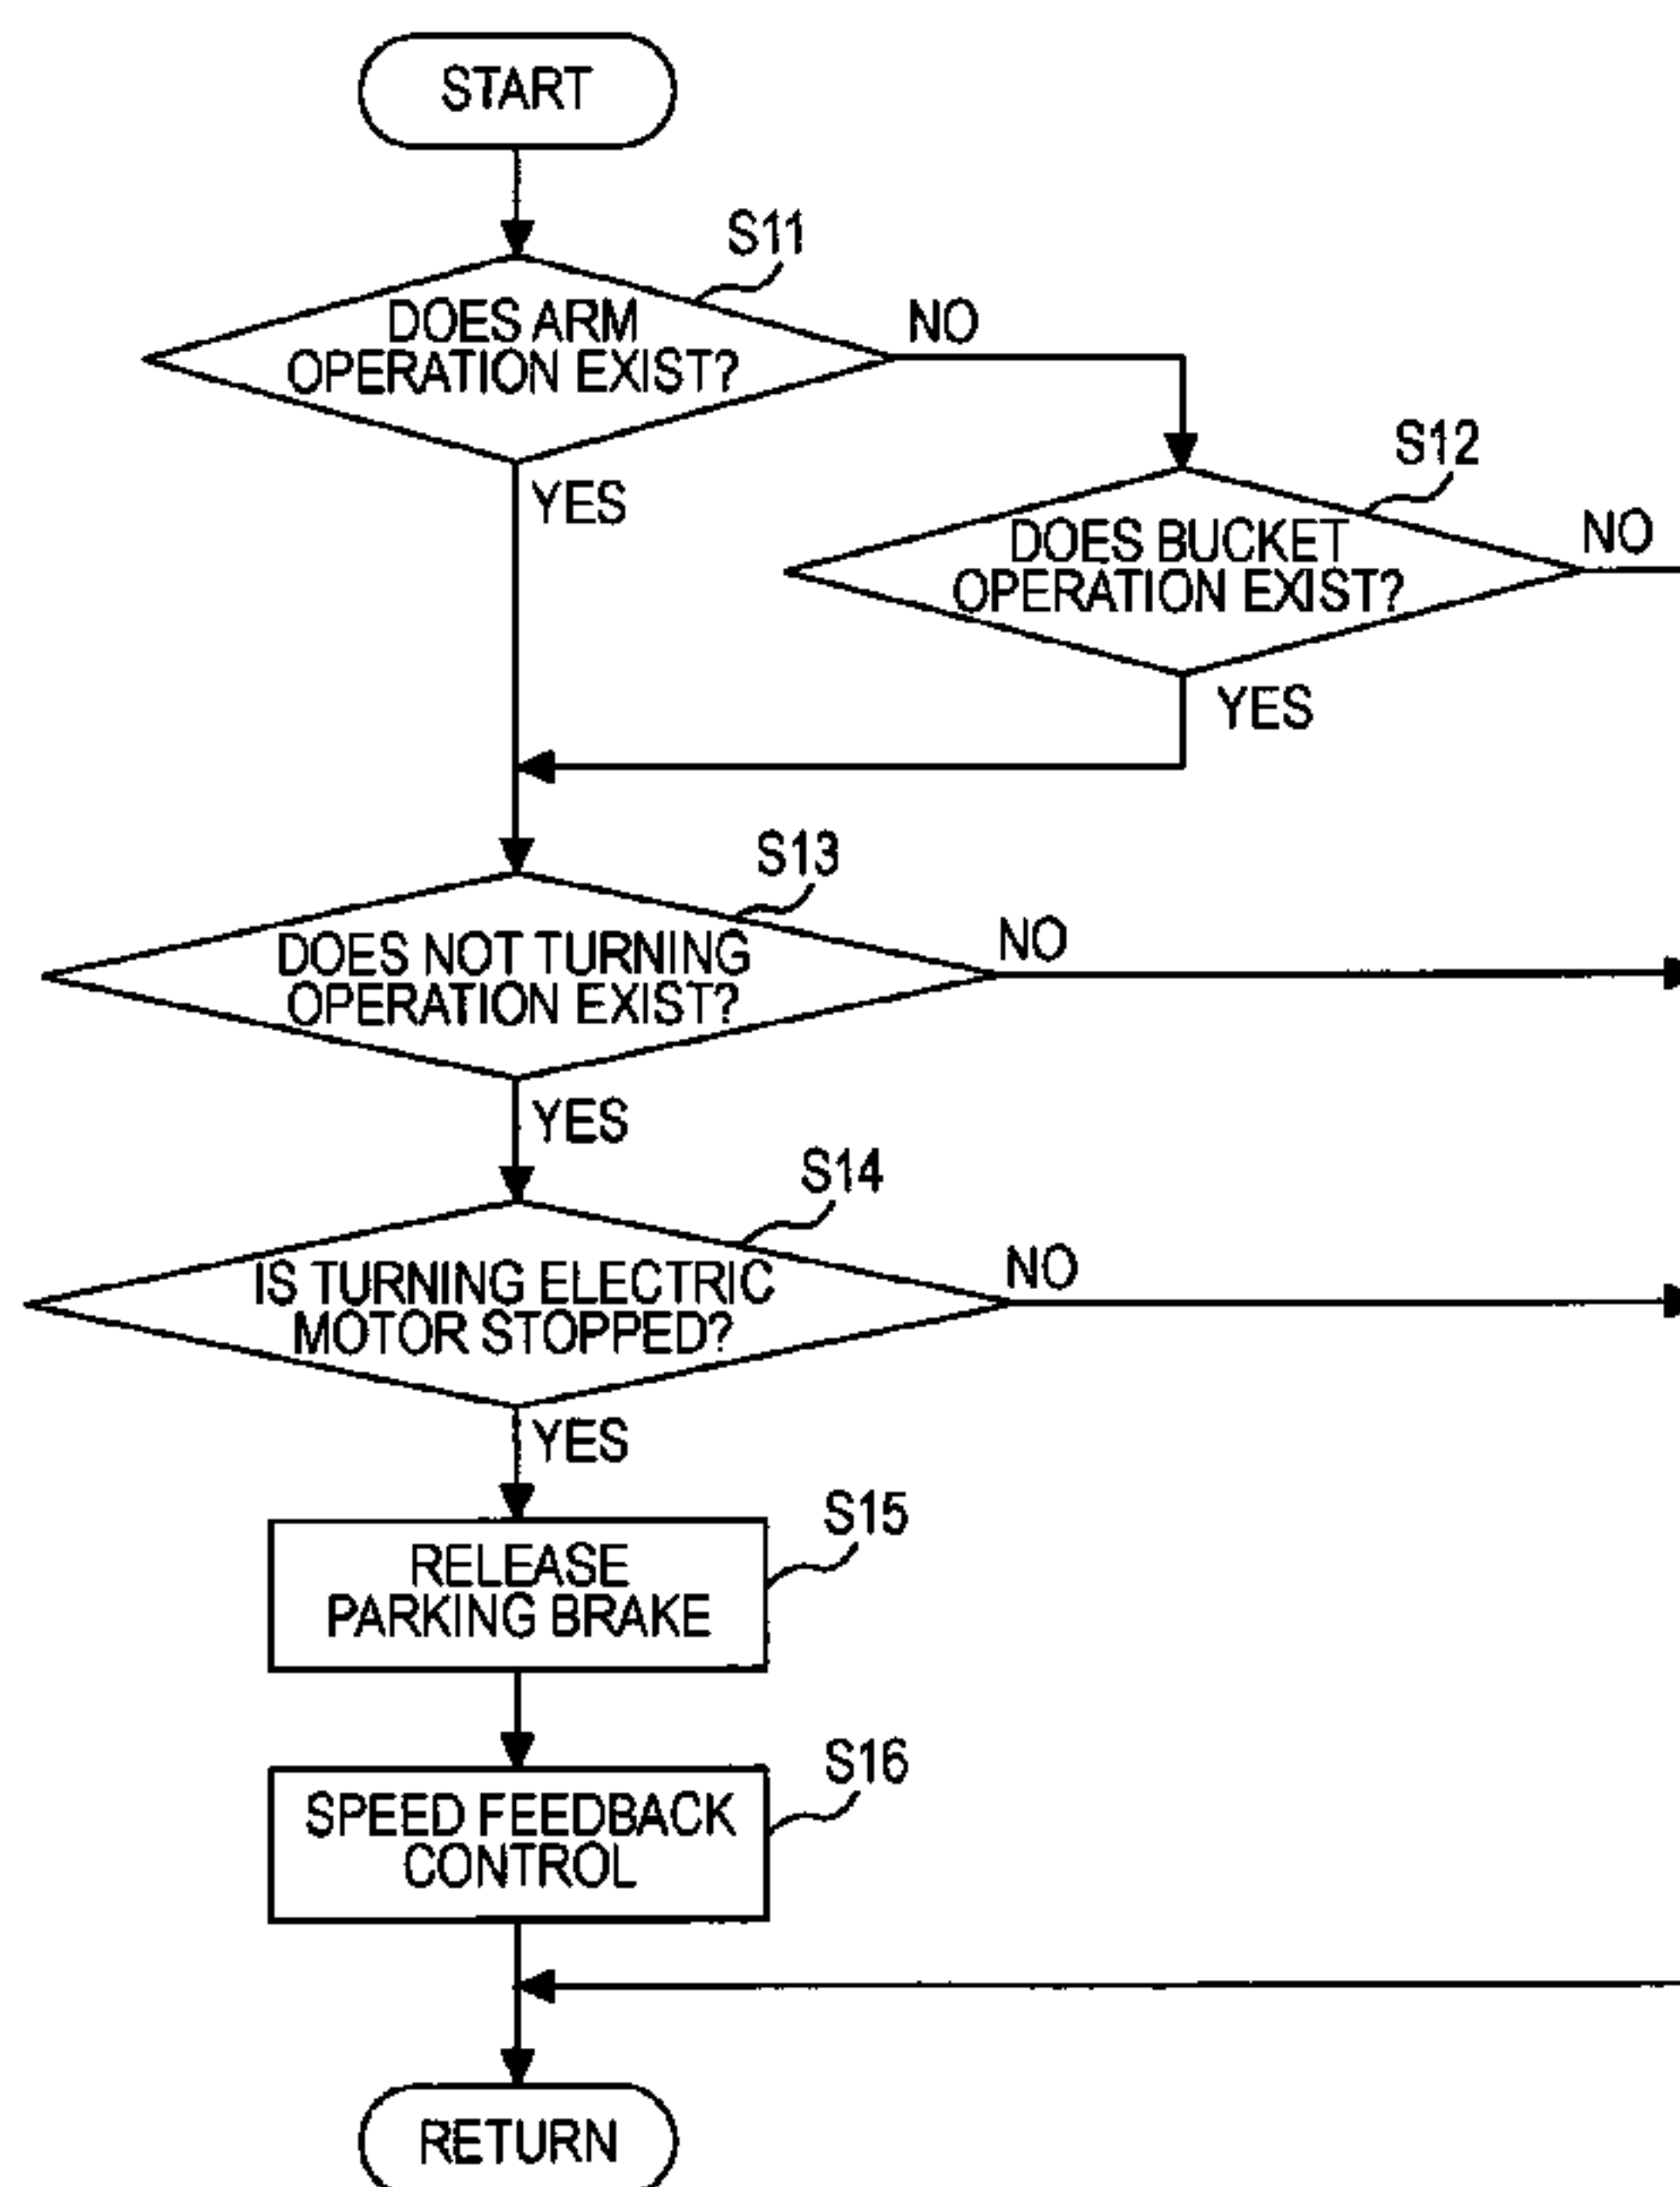 START
S11
DOES ARM
OPERATION EXIST?
NO
YES
S12
DOES BUCKET
OPERATION EXIST?
NO
YES
S13
DOES NOT TURNING
OPERATION EXIST?
NO
YES
S14
IS TURNING ELECTRIC
MOTOR STOPPED?
NO
YES
S15
RELEASE
PARKING BRAKE
S16
SPEED FEEDBACK
CONTROL
RETURN